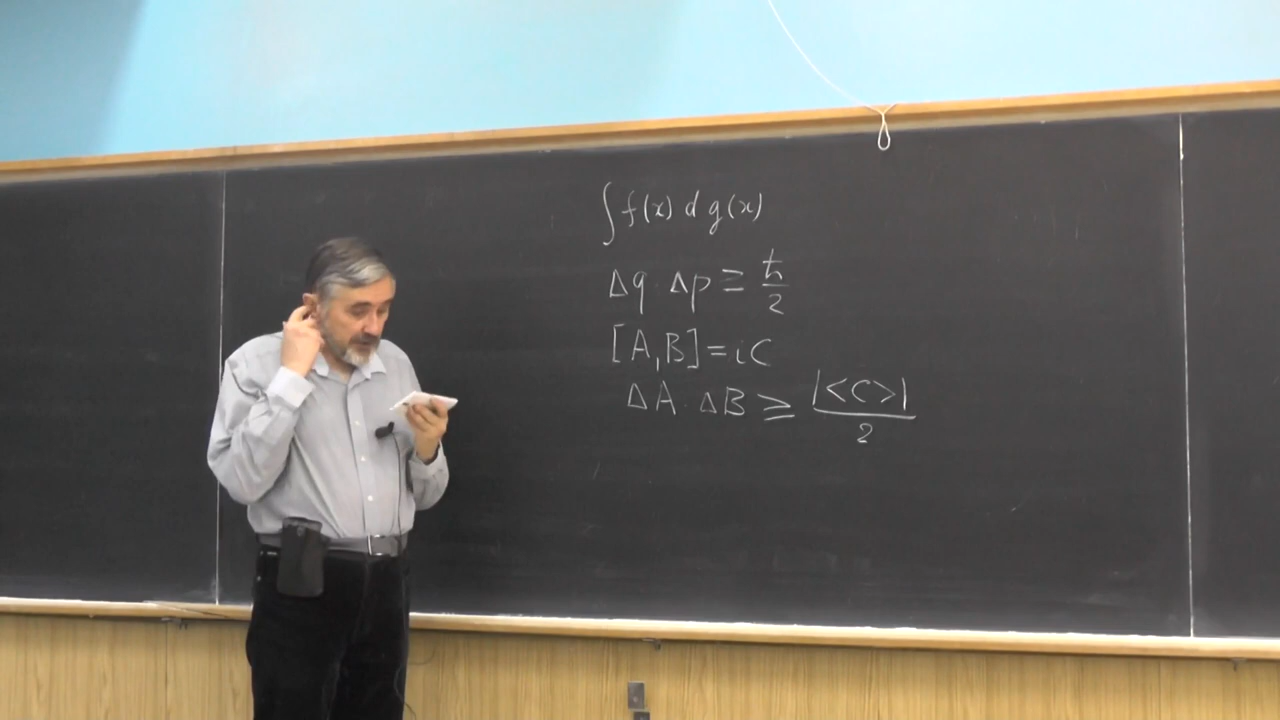 ∫ f(x) d g(x)
Δq · Δp ≥ ħ/2
[A,B] = iC
ΔA · ΔB ≥ |<C>|/2